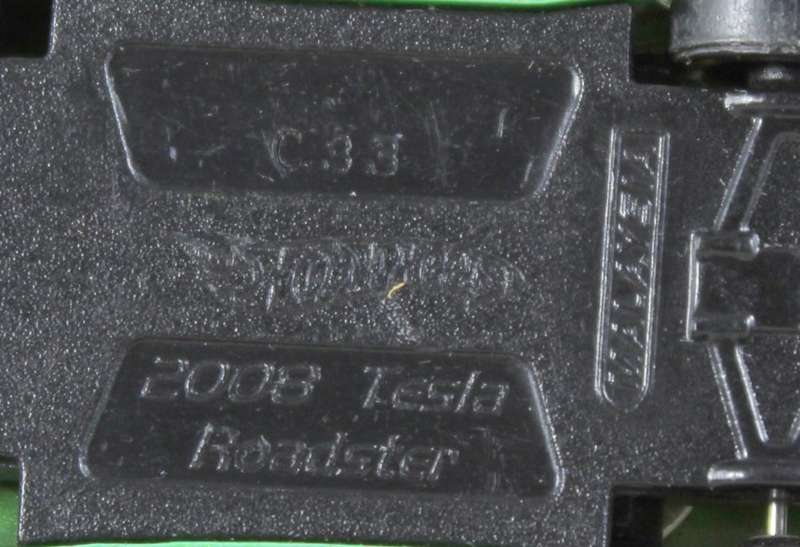 C33
Hot Wheels
2008 Tesla
Roadster
MALAYSIA